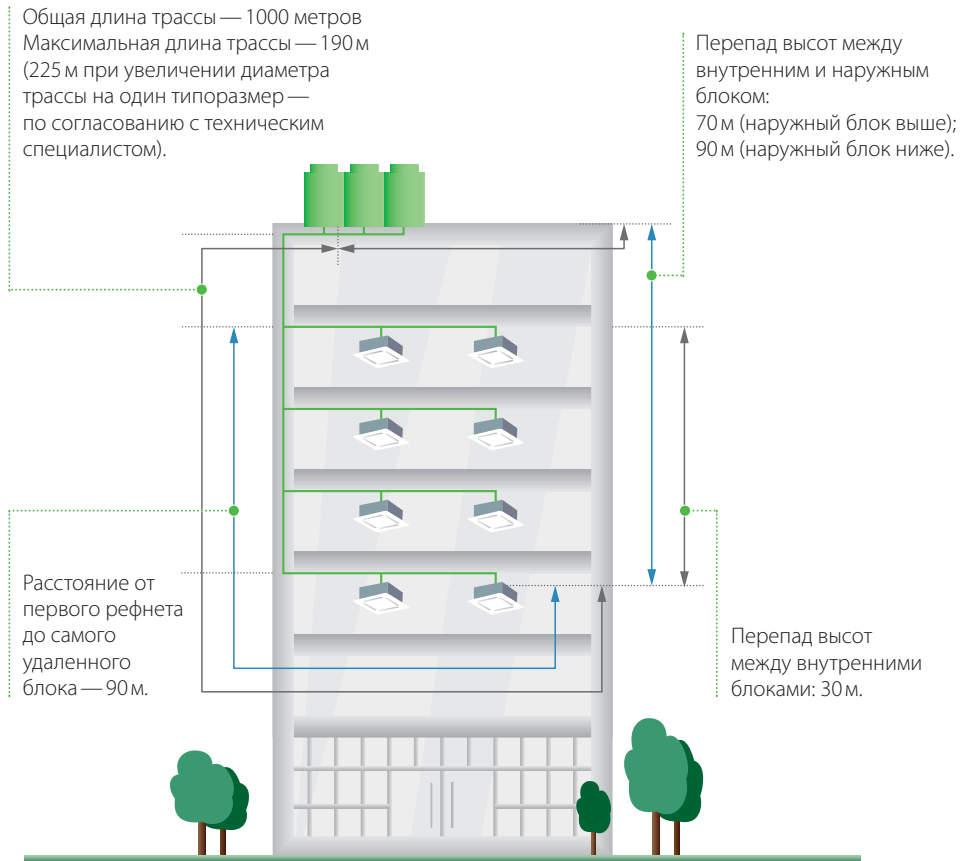 Общая длина трассы — 1000 метров
Максимальная длина трассы — 190 м
(225 м при увеличении диаметра
трассы на один типоразмер —
по согласованию с техническим
специалистом).
Перепад высот между
внутренним и наружным
блоком:
70 м (наружный блок выше);
90 м (наружный блок ниже).
Расстояние от
первого рефнета
до самого
удаленного
блока — 90 м.
Перепад высот
между внутренними
блоками: 30 м.